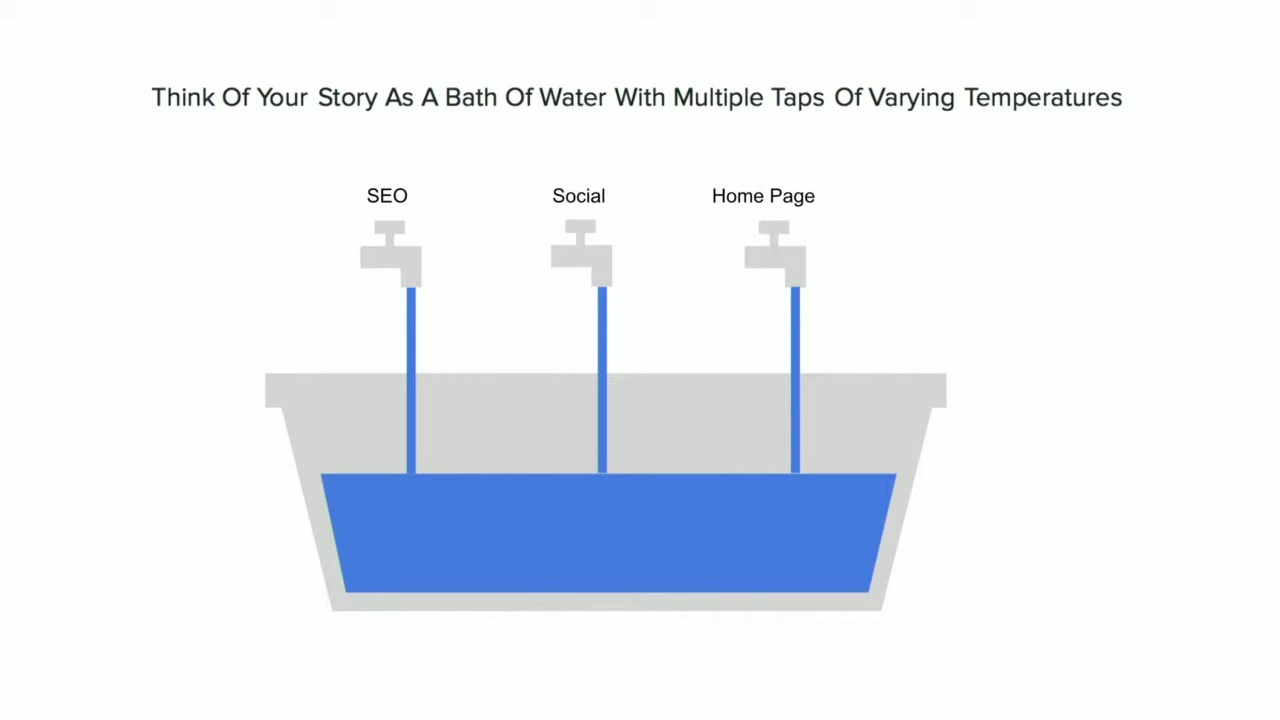 Think Of Your Story As A Bath Of Water With Multiple Taps Of Varying Temperatures
SEO
Social
Home Page